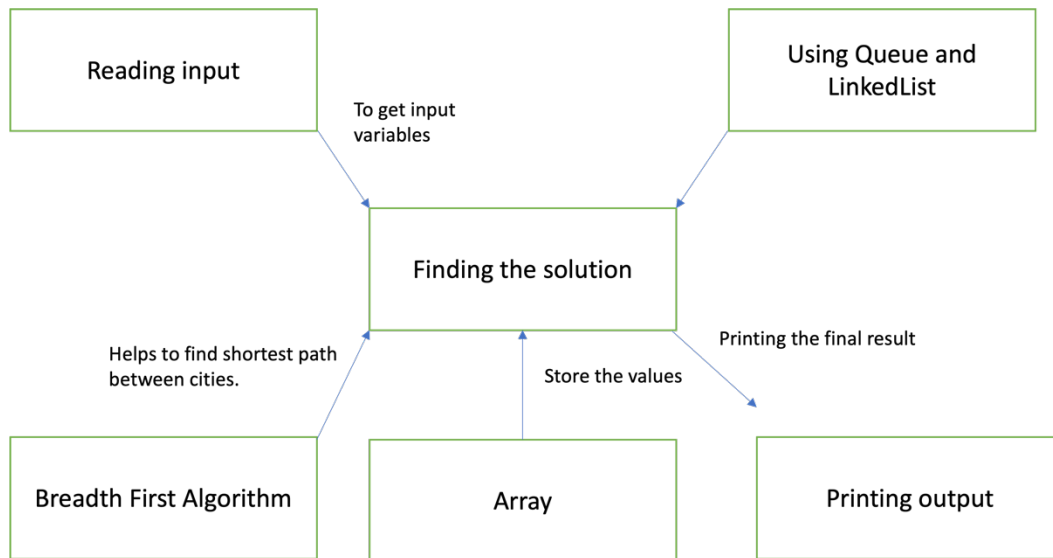 Reading input
Using Queue and
LinkedList
To get input
variables
Finding the solution
Helps to find shortest path
between cities.
Store the values
Printing the final result
Breadth First Algorithm
Array
Printing output